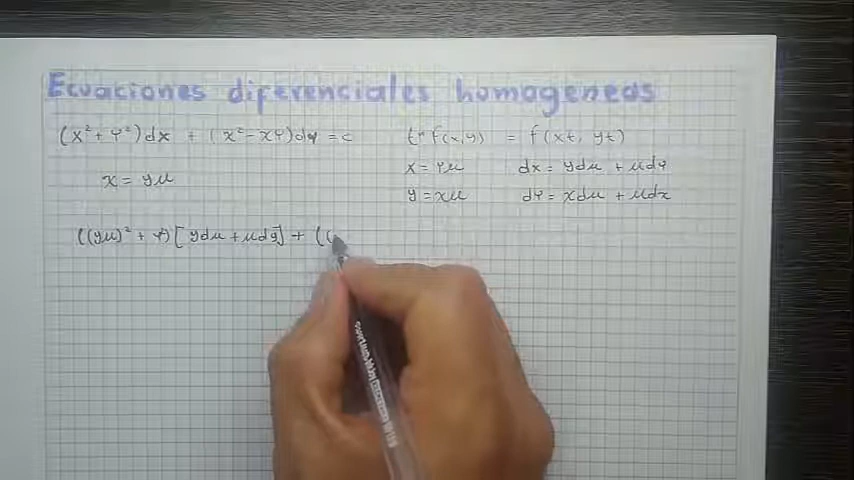 Ecuaciones diferenciales homogeneas
(x² + y²)dx + (x² - xy)dy = c
tⁿ f(x,y) = f(xt, yt)
x = yu
x = yu dx = ydu + udy
y = xu dy = xdu + udx
((yu)² + y²)[ydu + udy] + ((